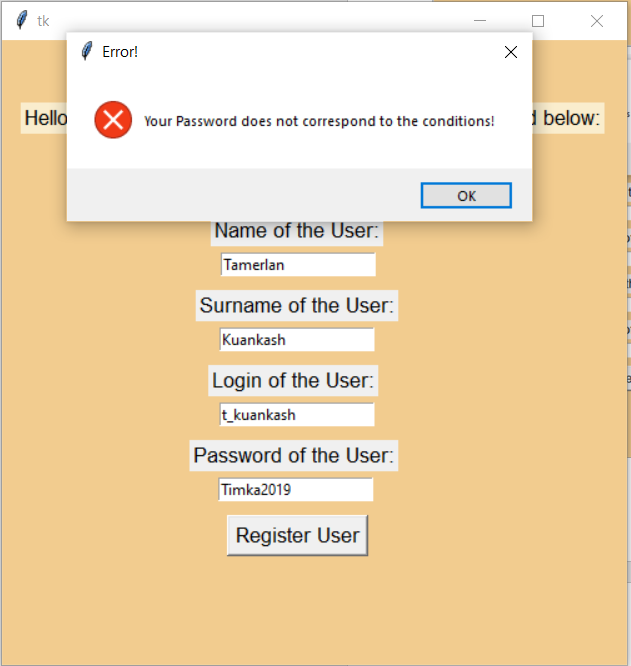 tk
Error!
Your Password does not correspond to the conditions!
Hello below:
OK
Name of the User:
Tamerlan
Surname of the User:
Kuankash
Login of the User:
t_kuankash
Password of the User:
Timka2019
Register User